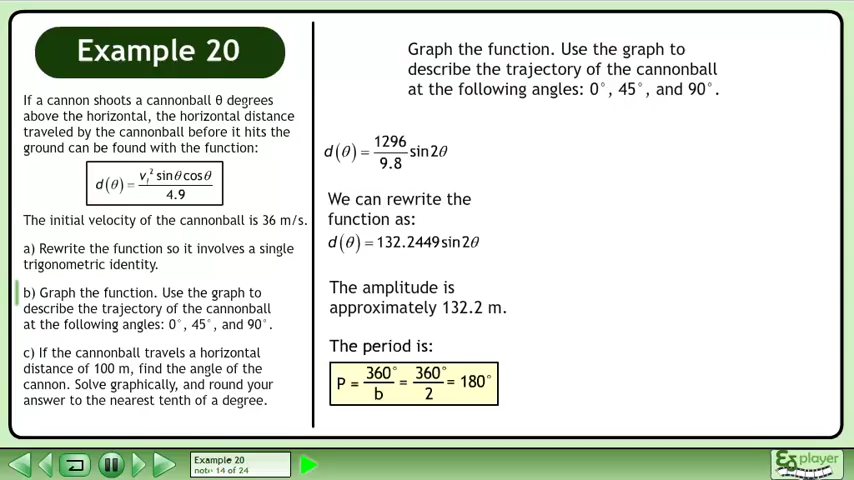 Example 20
If a cannon shoots a cannonball θ degrees
above the horizontal, the horizontal distance
traveled by the cannonball before it hits the
ground can be found with the function:
d(θ) = vᵢ² sinθcosθ / 4.9
The initial velocity of the cannonball is 36 m/s.
a) Rewrite the function so it involves a single
trigonometric identity.
b) Graph the function. Use the graph to
describe the trajectory of the cannonball
at the following angles: 0°, 45°, and 90°.
c) If the cannonball travels a horizontal
distance of 100 m, find the angle of the
cannon. Solve graphically, and round your
answer to the nearest tenth of a degree.
Graph the function. Use the graph to
describe the trajectory of the cannonball
at the following angles: 0°, 45°, and 90°.
d(θ) = 1296 / 9.8 sin2θ
We can rewrite the
function as:
d(θ) = 132.2449sin2θ
The amplitude is
approximately 132.2 m.
The period is:
P = 360° / b = 360° / 2 = 180°
Example 20
note 14 of 24
player